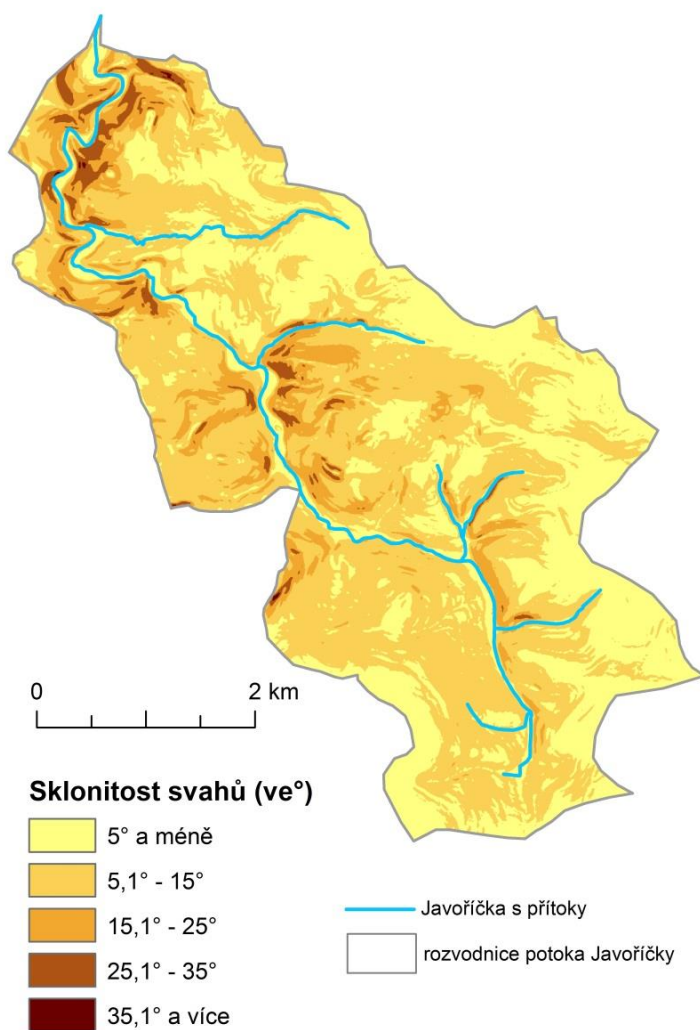 0 2 km
Sklonitost svahů (ve°)
5° a méně
5,1° - 15°
15,1° - 25°
25,1° - 35°
35,1° a více
Javoříčka s přítoky
rozvodnice potoka Javoříčky